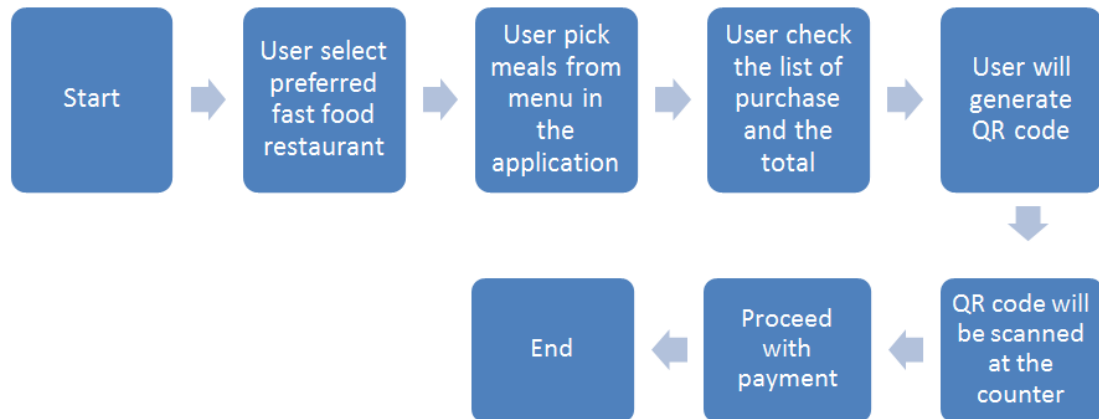 Start
User select
preferred
fast food
restaurant
User pick
meals from
menu in
the
application
User check
the list of
purchase
and the
total
User will
generate
QR code
QR code will
be scanned
at the
counter
Proceed
with
payment
End